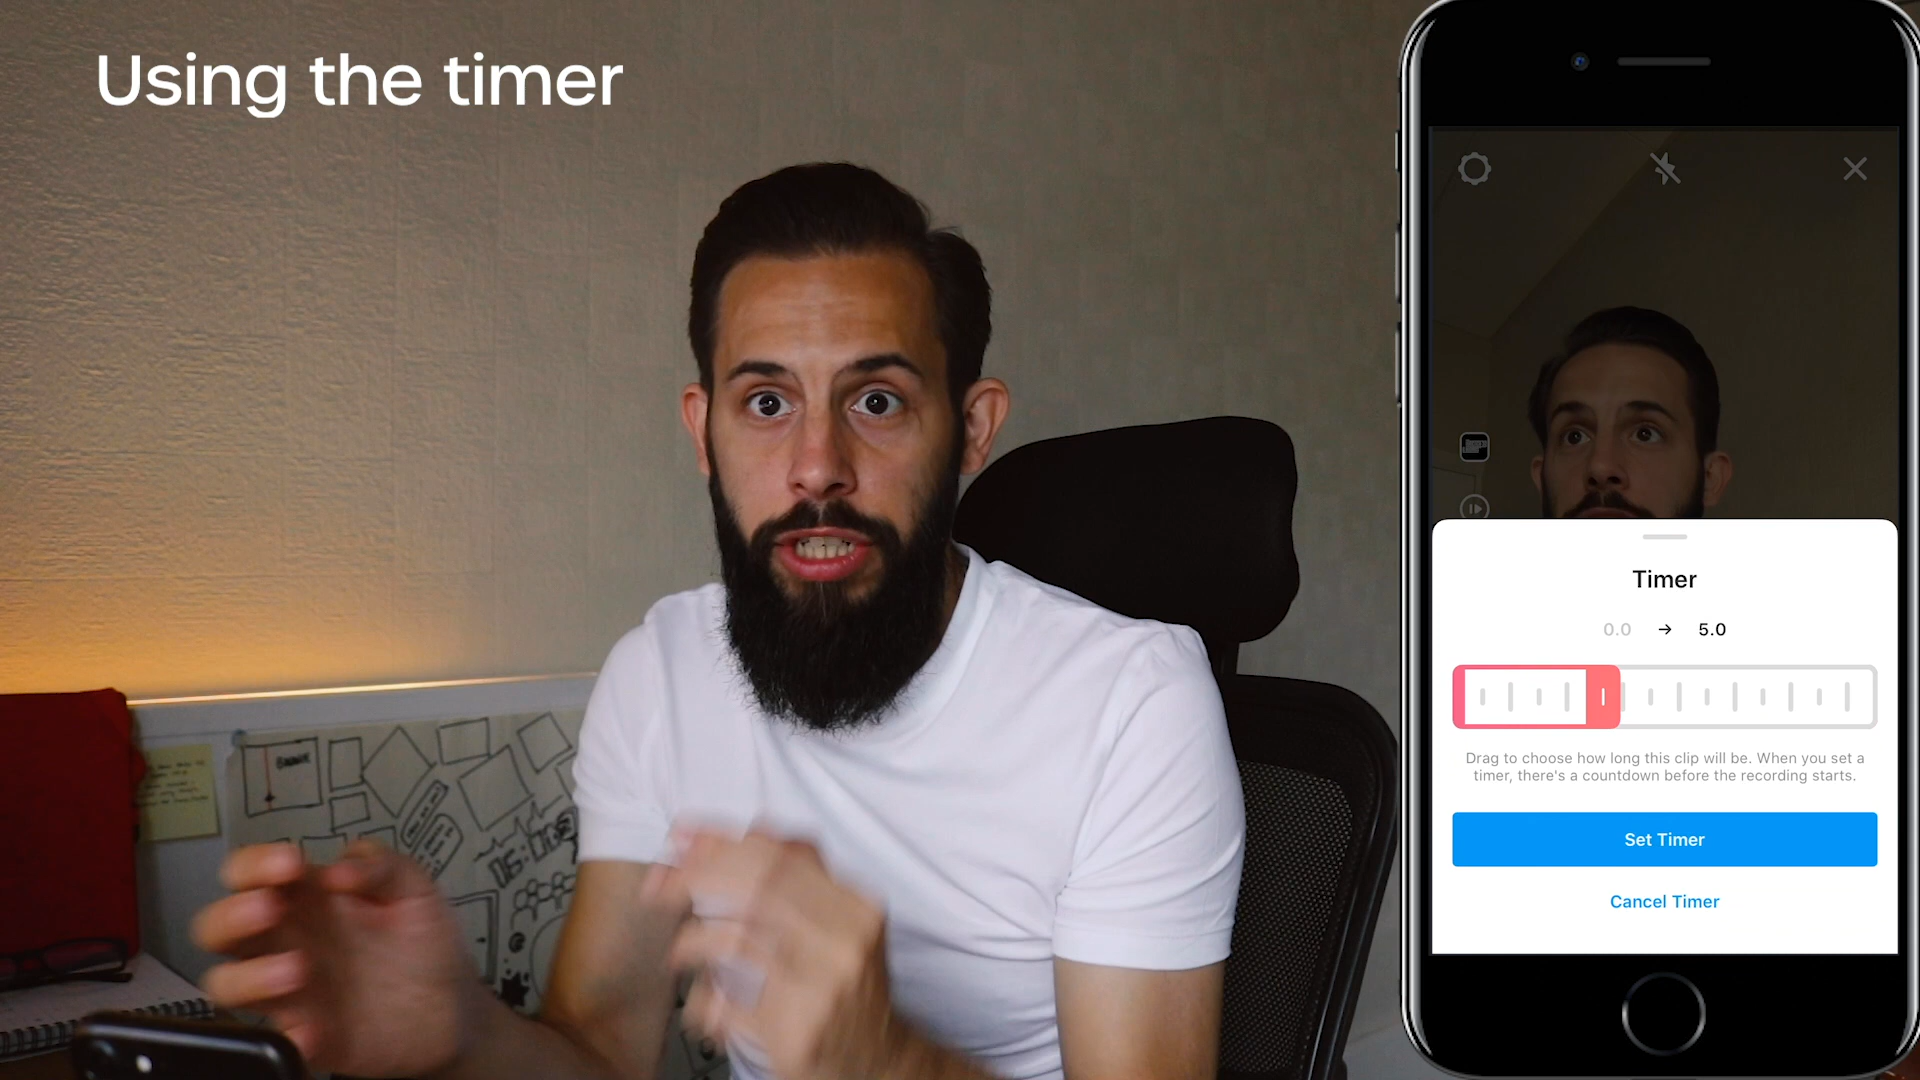 Using the timer
Timer
0.0 → 5.0
Drag to choose how long this clip will be. When you set a
timer, there's a countdown before the recording starts.
Set Timer
Cancel Timer